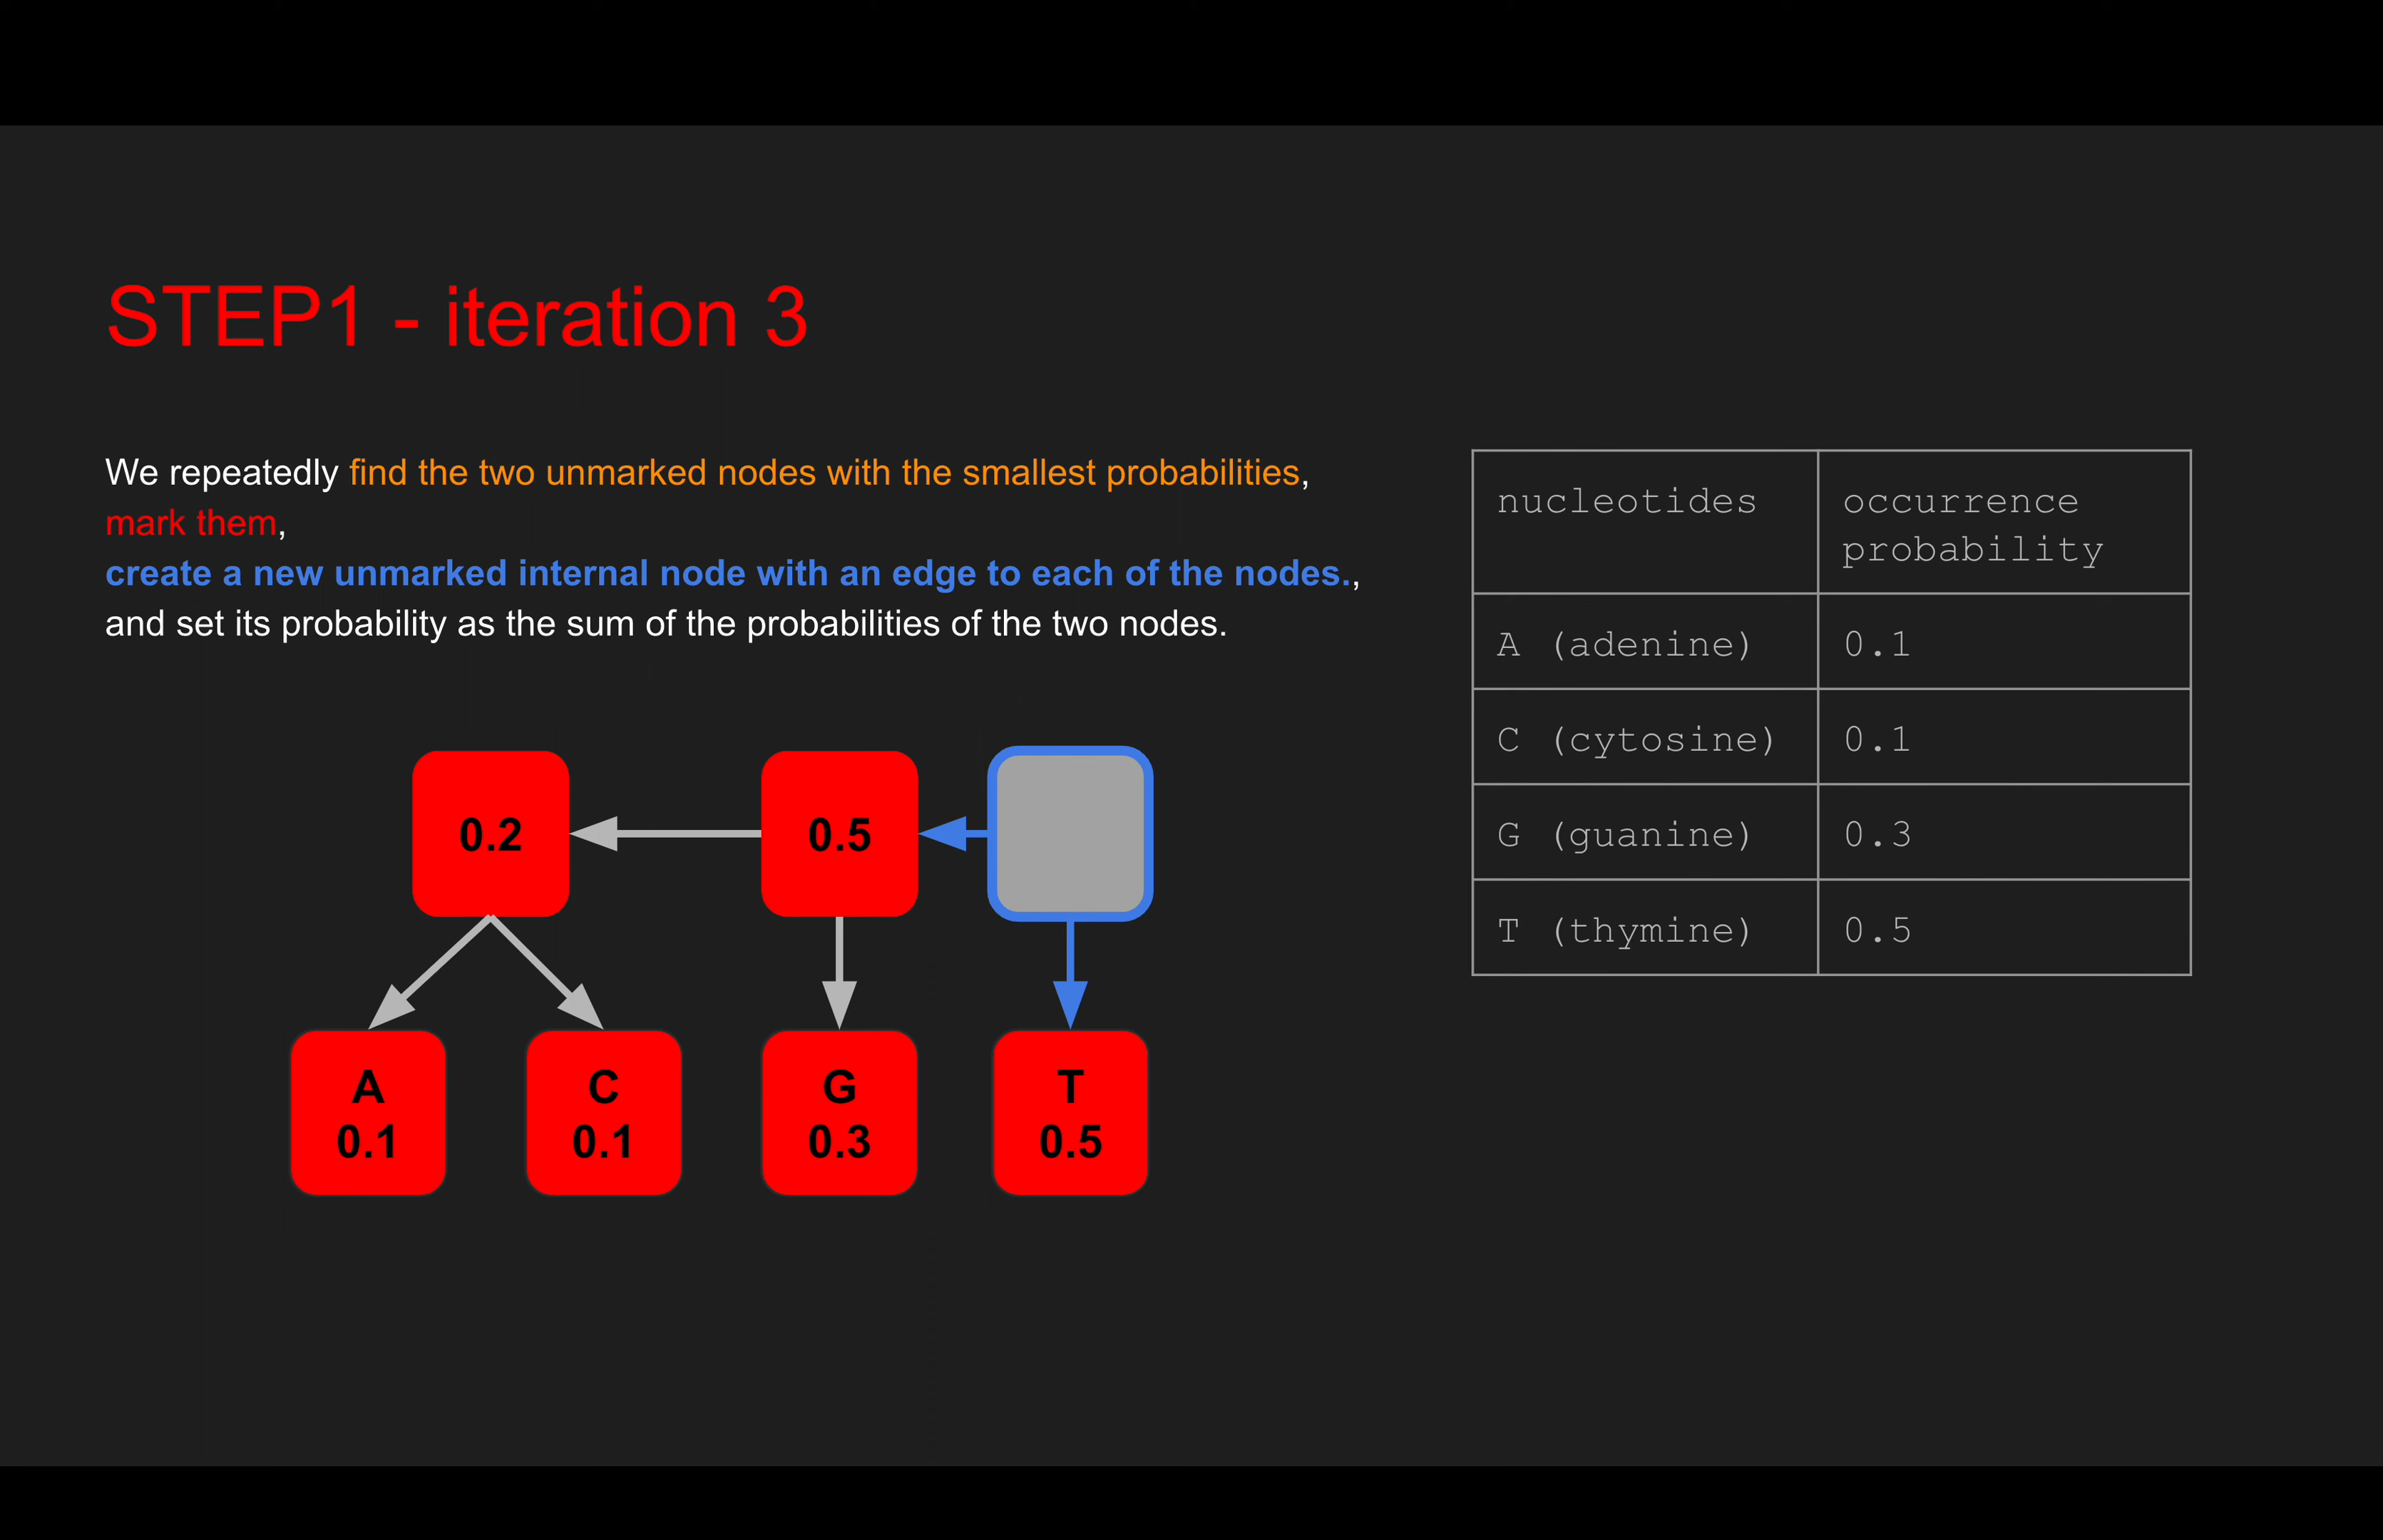 STEP1 - iteration 3
We repeatedly find the two unmarked nodes with the smallest probabilities,
mark them,
create a new unmarked internal node with an edge to each of the nodes.,
and set its probability as the sum of the probabilities of the two nodes.
nucleotides occurrence
probability
A (adenine) 0.1
C (cytosine) 0.1
G (guanine) 0.3
T (thymine) 0.5
0.2 0.5
A C G T
0.1 0.1 0.3 0.5